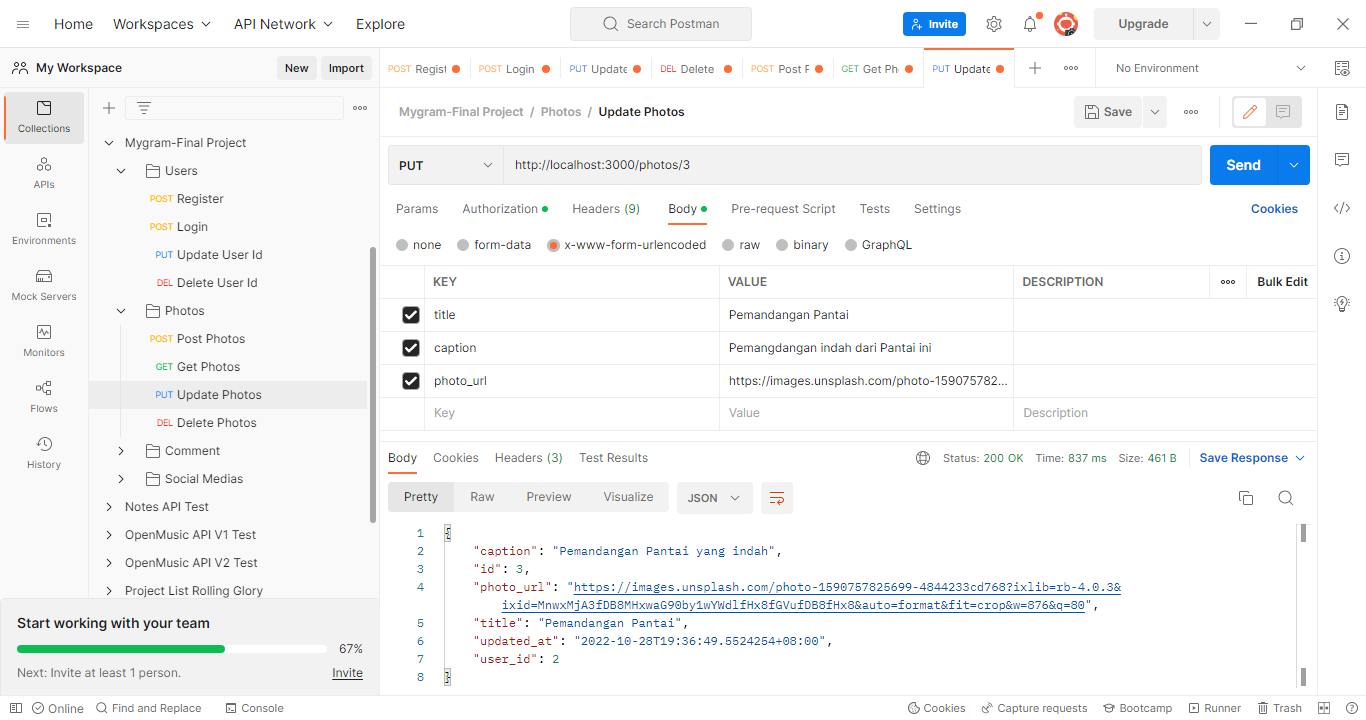 Home Workspaces API Network Explore Search Postman Invite Upgrade
My Workspace New Import
POST Regist POST Login PUT Update DEL Delete POST Post F GET Get Ph PUT Update No Environment
Collections
APIs
Environments
Mock Servers
Monitors
Flows
History
Mygram-Final Project
Users
POST Register
POST Login
PUT Update User Id
DEL Delete User Id
Photos
POST Post Photos
GET Get Photos
PUT Update Photos
DEL Delete Photos
Comment
Social Medias
Notes API Test
OpenMusic API V1 Test
OpenMusic API V2 Test
Project List Rolling Glory
Start working with your team
67%
Next: Invite at least 1 person. Invite
Mygram-Final Project / Photos / Update Photos Save
PUT http://localhost:3000/photos/3 Send
Params Authorization Headers (9) Body Pre-request Script Tests Settings Cookies
none form-data x-www-form-urlencoded raw binary GraphQL
KEY VALUE DESCRIPTION Bulk Edit
title Pemandangan Pantai
caption Pemangdangan indah dari Pantai ini
photo_url https://images.unsplash.com/photo-159075782...
Key Value Description
Body Cookies Headers (3) Test Results Status: 200 OK Time: 837 ms Size: 461 B Save Response
Pretty Raw Preview Visualize JSON
1 {
2 "caption": "Pemandangan Pantai yang indah",
3 "id": 3,
4 "photo_url": "https://images.unsplash.com/photo-1590757825699-4844233cd768?ixlib=rb-4.0.3&
ixid=MnwxMjA3fDB8MHxwaG90by1wYWdlfHx8fGVufDB8fHx8&auto=format&fit=crop&w=876&q=80",
5 "title": "Pemandangan Pantai",
6 "updated_at": "2022-10-28T19:36:49.5524254+08:00",
7 "user_id": 2
8 }
Online Find and Replace Console Cookies Capture requests Bootcamp Runner Trash